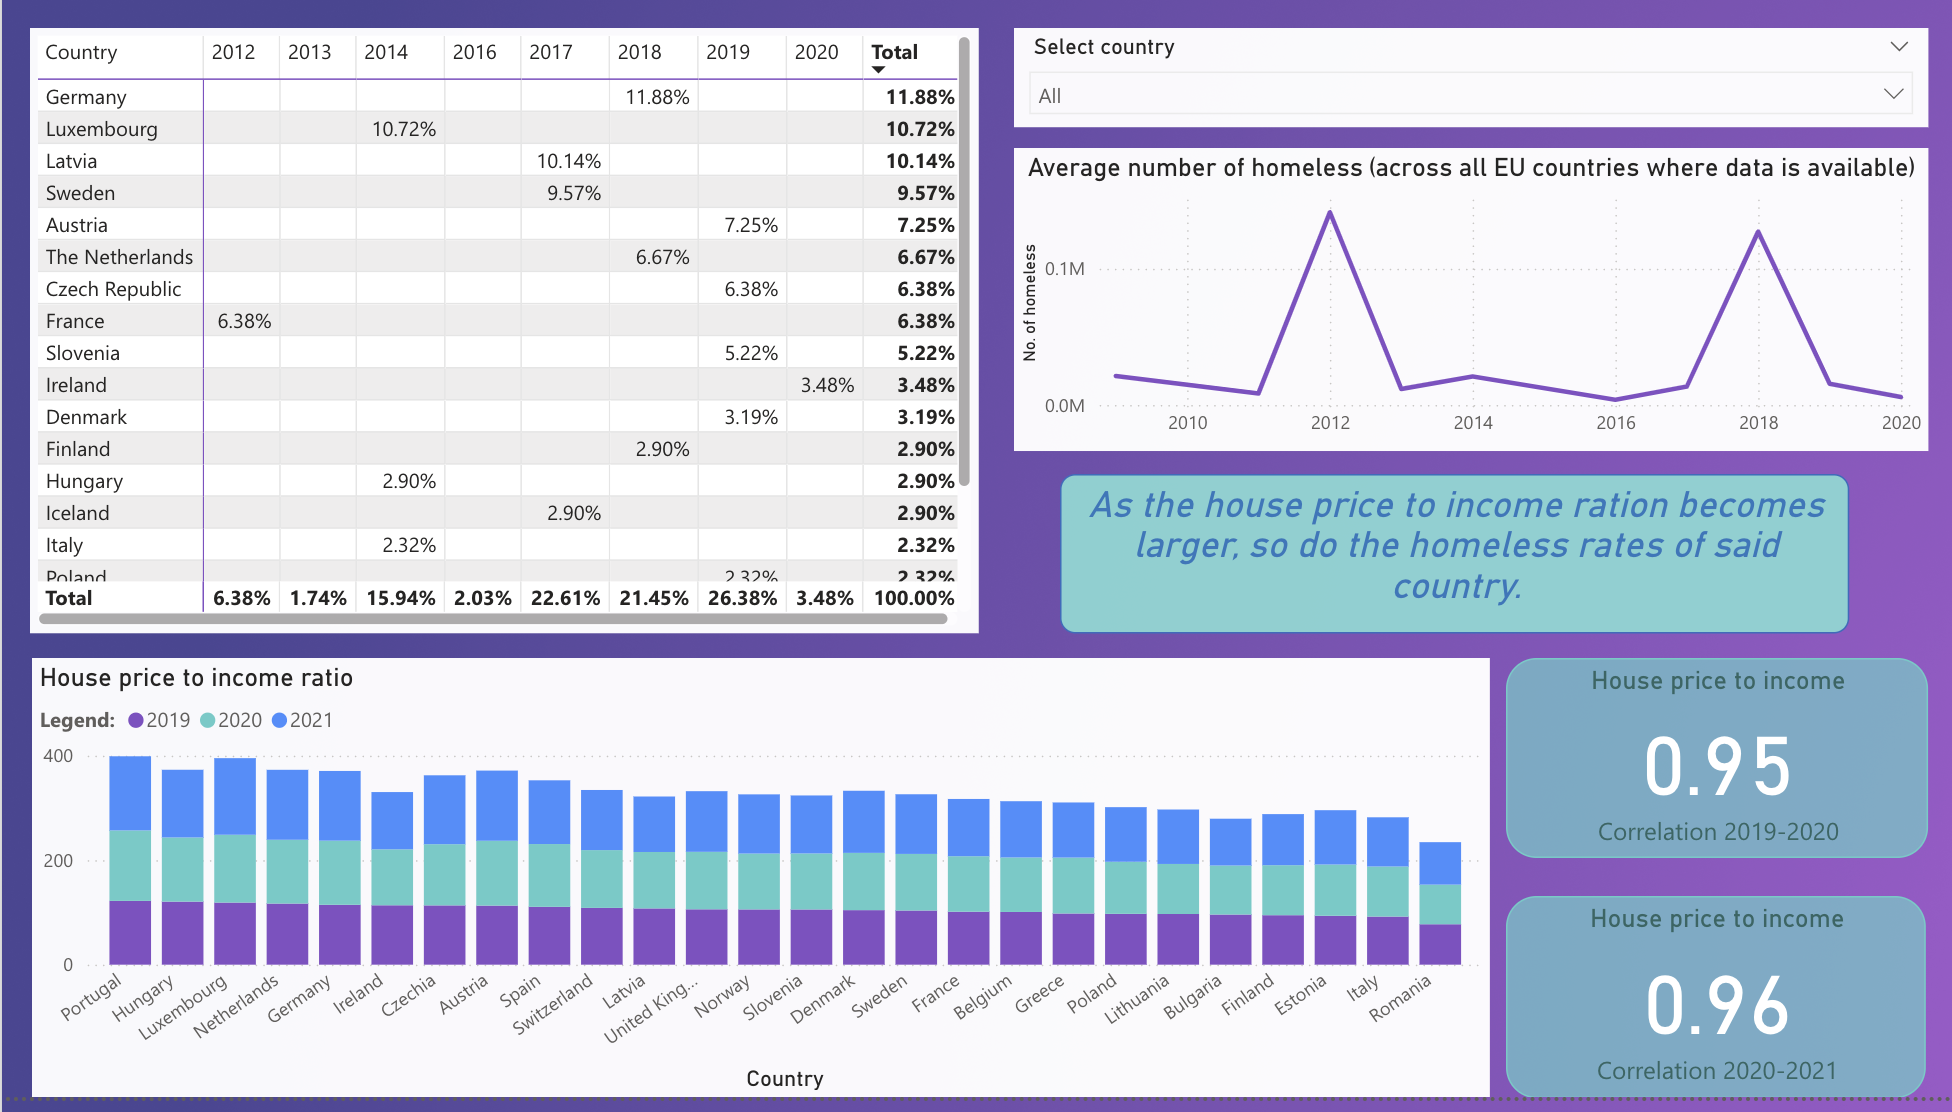 Country 2012 2013 2014 2016 2017 2018 2019 2020 Total
Germany 11.88% 11.88%
Luxembourg 10.72% 10.72%
Latvia 10.14% 10.14%
Sweden 9.57% 9.57%
Austria 7.25% 7.25%
The Netherlands 6.67% 6.67%
Czech Republic 6.38% 6.38%
France 6.38% 6.38%
Slovenia 5.22% 5.22%
Ireland 3.48% 3.48%
Denmark 3.19% 3.19%
Finland 2.90% 2.90%
Hungary 2.90% 2.90%
Iceland 2.90% 2.90%
Italy 2.32% 2.32%
Poland 2.32% 2.32%
Total 6.38% 1.74% 15.94% 2.03% 22.61% 21.45% 26.38% 3.48% 100.00%
Select country
All
Average number of homeless (across all EU countries where data is available)
No. of homeless
0.1M
0.0M
2010 2012 2014 2016 2018 2020
As the house price to income ration becomes
larger, so do the homeless rates of said
country.
House price to income ratio
Legend: 2019 2020 2021
400
200
0
Portugal Hungary Luxembourg Netherlands Germany Ireland Czechia Austria Spain Switzerland Latvia United King... Norway Slovenia Denmark Sweden France Belgium Greece Poland Lithuania Bulgaria Finland Estonia Italy Romania
Country
House price to income
0.95
Correlation 2019-2020
House price to income
0.96
Correlation 2020-2021